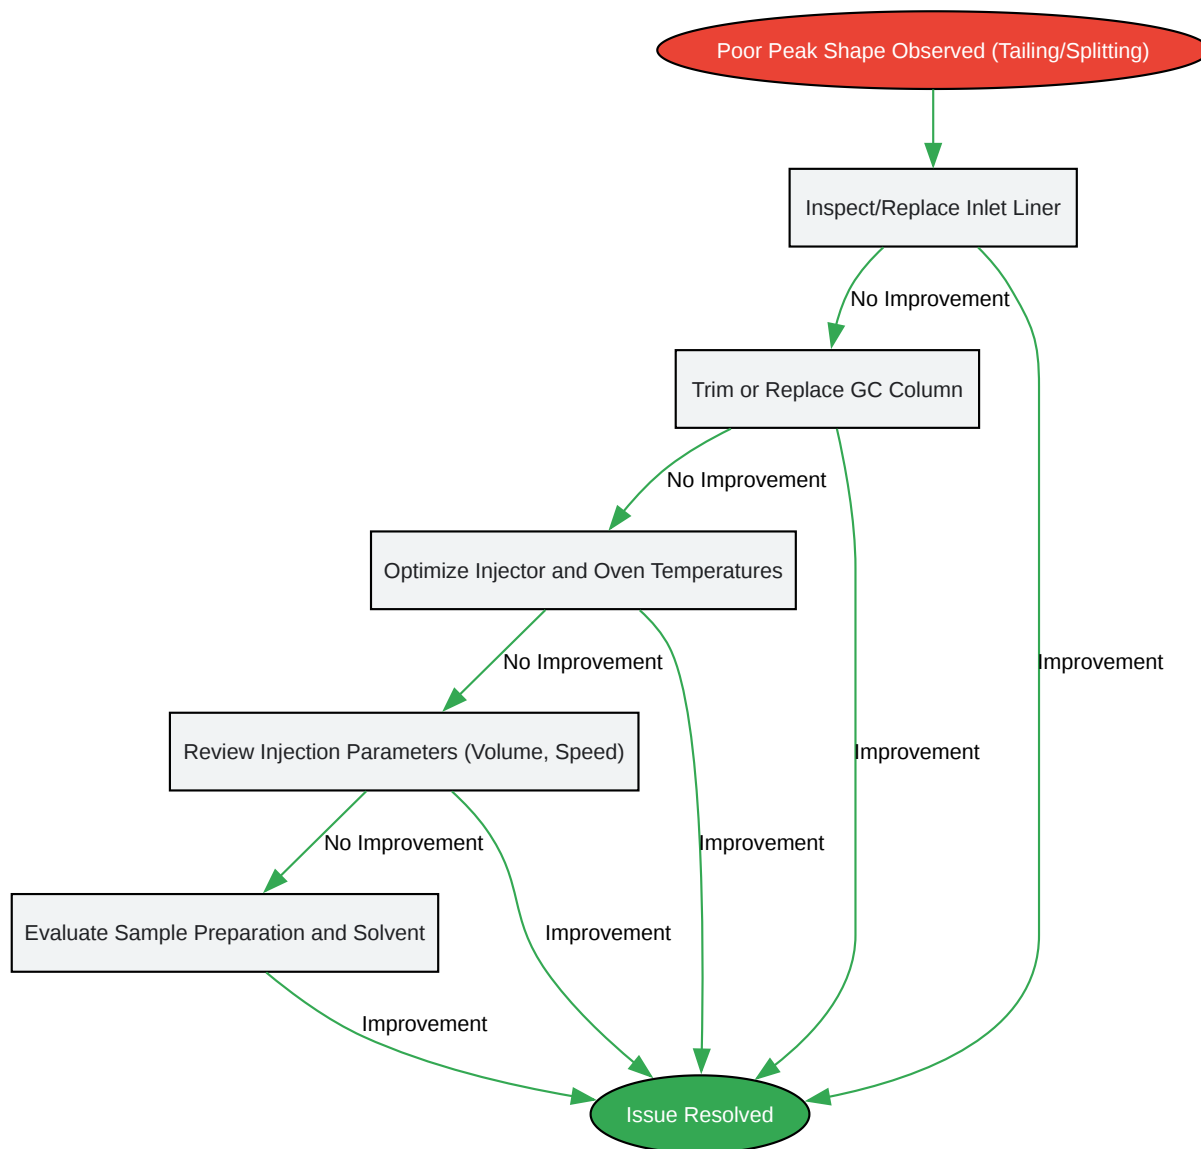 Poor Peak Shape Observed (Tailing/Splitting)
Inspect/Replace Inlet Liner
No Improvement
Trim or Replace GC Column
No Improvement
Optimize Injector and Oven Temperatures
No Improvement
Improvement
Review Injection Parameters (Volume, Speed)
Improvement
No Improvement
Improvement
Evaluate Sample Preparation and Solvent
Improvement
Improvement
Issue Resolved